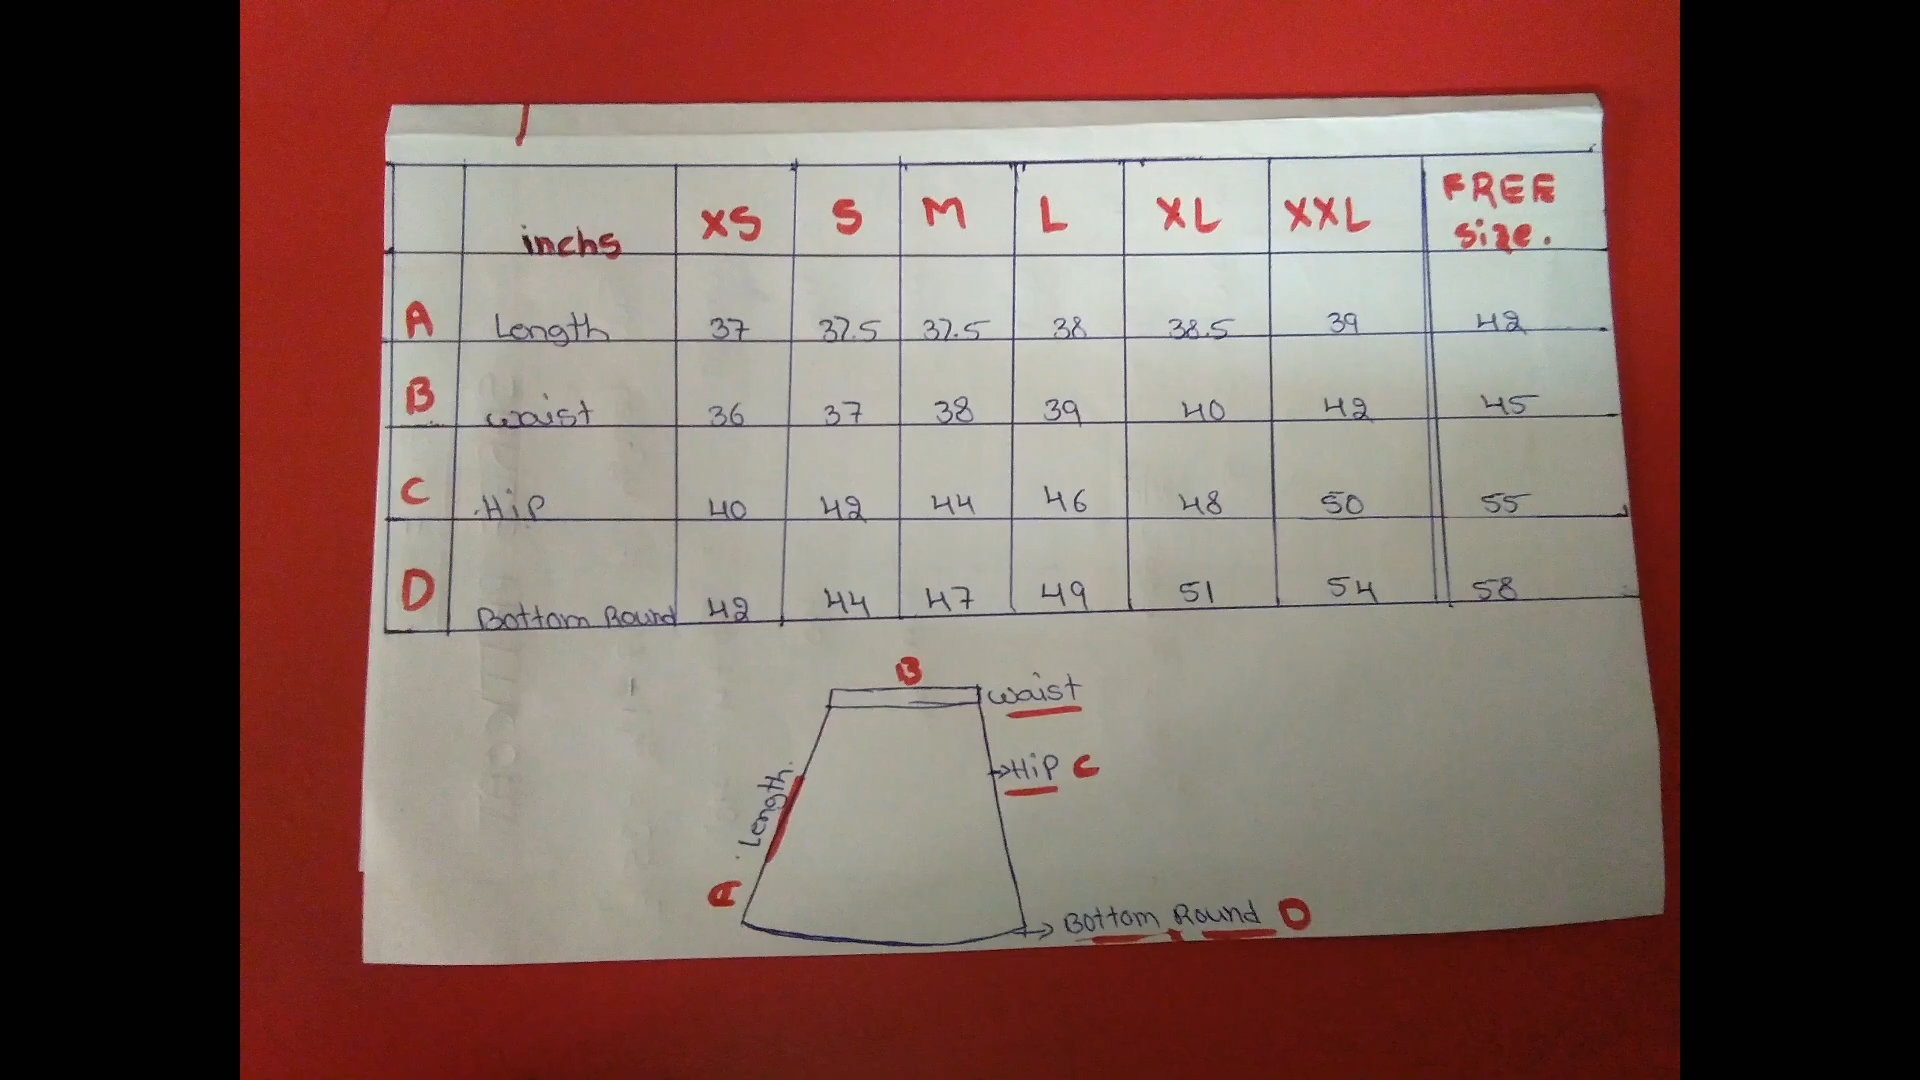 inchs XS S M L XL XXL FREE size.
A Length 37 37.5 37.5 38 38.5 39 42
B waist 36 37 38 39 40 42 45
C Hip 40 42 44 46 48 50 55
D Bottom Round 42 44 47 49 51 54 58
B
waist
Hip C
Length
A
Bottom Round D